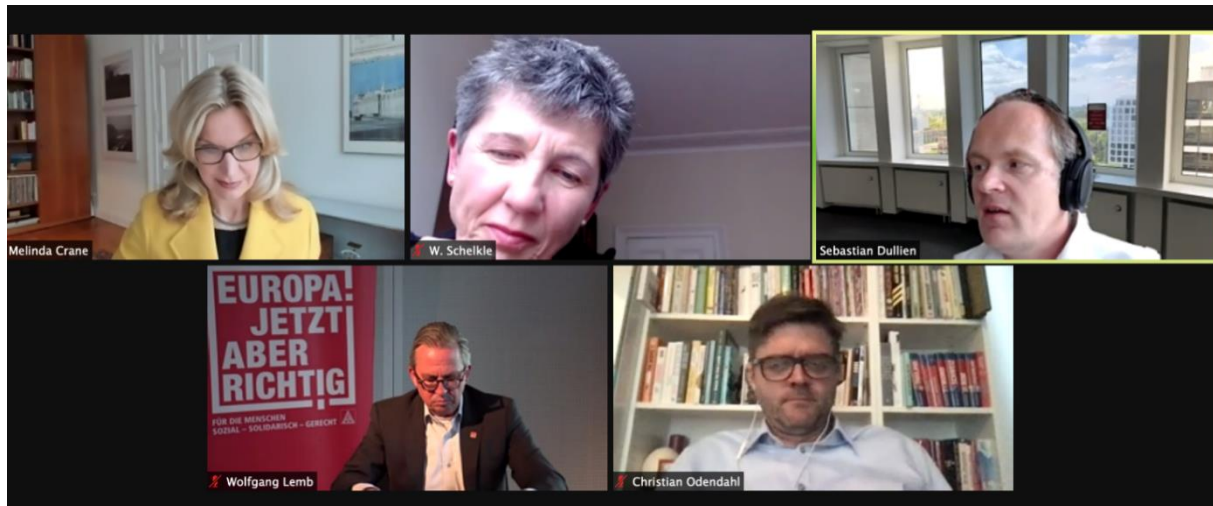 Melinda Crane
W. Schelkle
Sebastian Dullien
EUROPA!
JETZT
ABER
RICHTIG
FÜR DIE MENSCHEN
SOZIAL – SOLIDARISCH – GERECHT
Wolfgang Lemb
Christian Odendahl